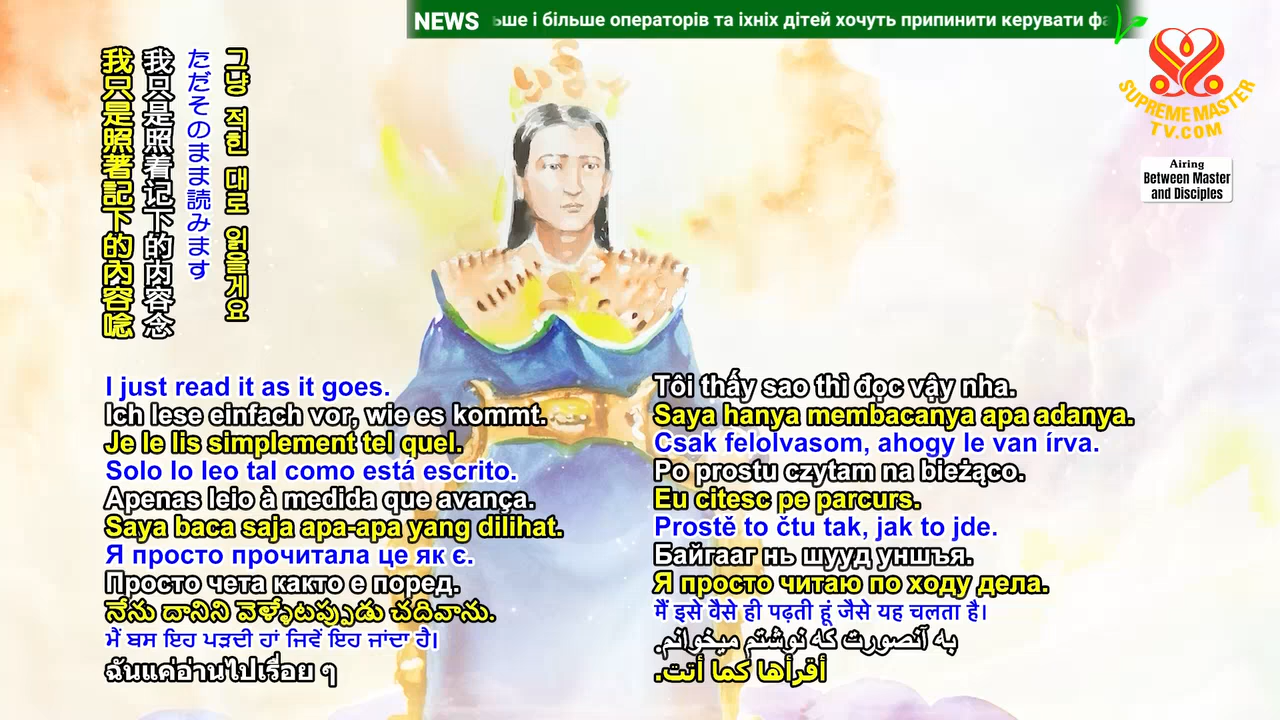 NEWS ьше і більше операторів та їхніх дітей хочуть припинити керувати фа
SUPREME MASTER
TV.COM
Airing
Between Master
and Disciples
我只是照著記下的內容唸
我只是照着记下的内容念
ただそのまま読みます
그냥 적힌 대로 읽을게요
I just read it as it goes.
Ich lese einfach vor, wie es kommt.
Je le lis simplement tel quel.
Solo lo leo tal como está escrito.
Apenas leio à medida que avança.
Saya baca saja apa-apa yang dilihat.
Я просто прочитала це як є.
Просто чета както е поред.
నేను దానిని వెళ్ళేటప్పుడు చదివాను.
ਮੈਂ ਬਸ ਇਹ ਪੜਦੀ ਹਾਂ ਜਿਵੇਂ ਇਹ ਜਾਂਦਾ ਹੈ।
ฉันแค่อ่านไปเรื่อย ๆ
Tôi thấy sao thì đọc vậy nha.
Saya hanya membacanya apa adanya.
Csak felolvasom, ahogy le van írva.
Po prostu czytam na bieżąco.
Eu citesc pe parcurs.
Prostě to čtu tak, jak to jde.
Байгааг нь шууд уншъя.
Я просто читаю по ходу дела.
मैं इसे वैसे ही पढ़ती हूं जैसे यह चलता है।
به آنصورت که نوشتم میخوانم.
أقرأها كما أتت.